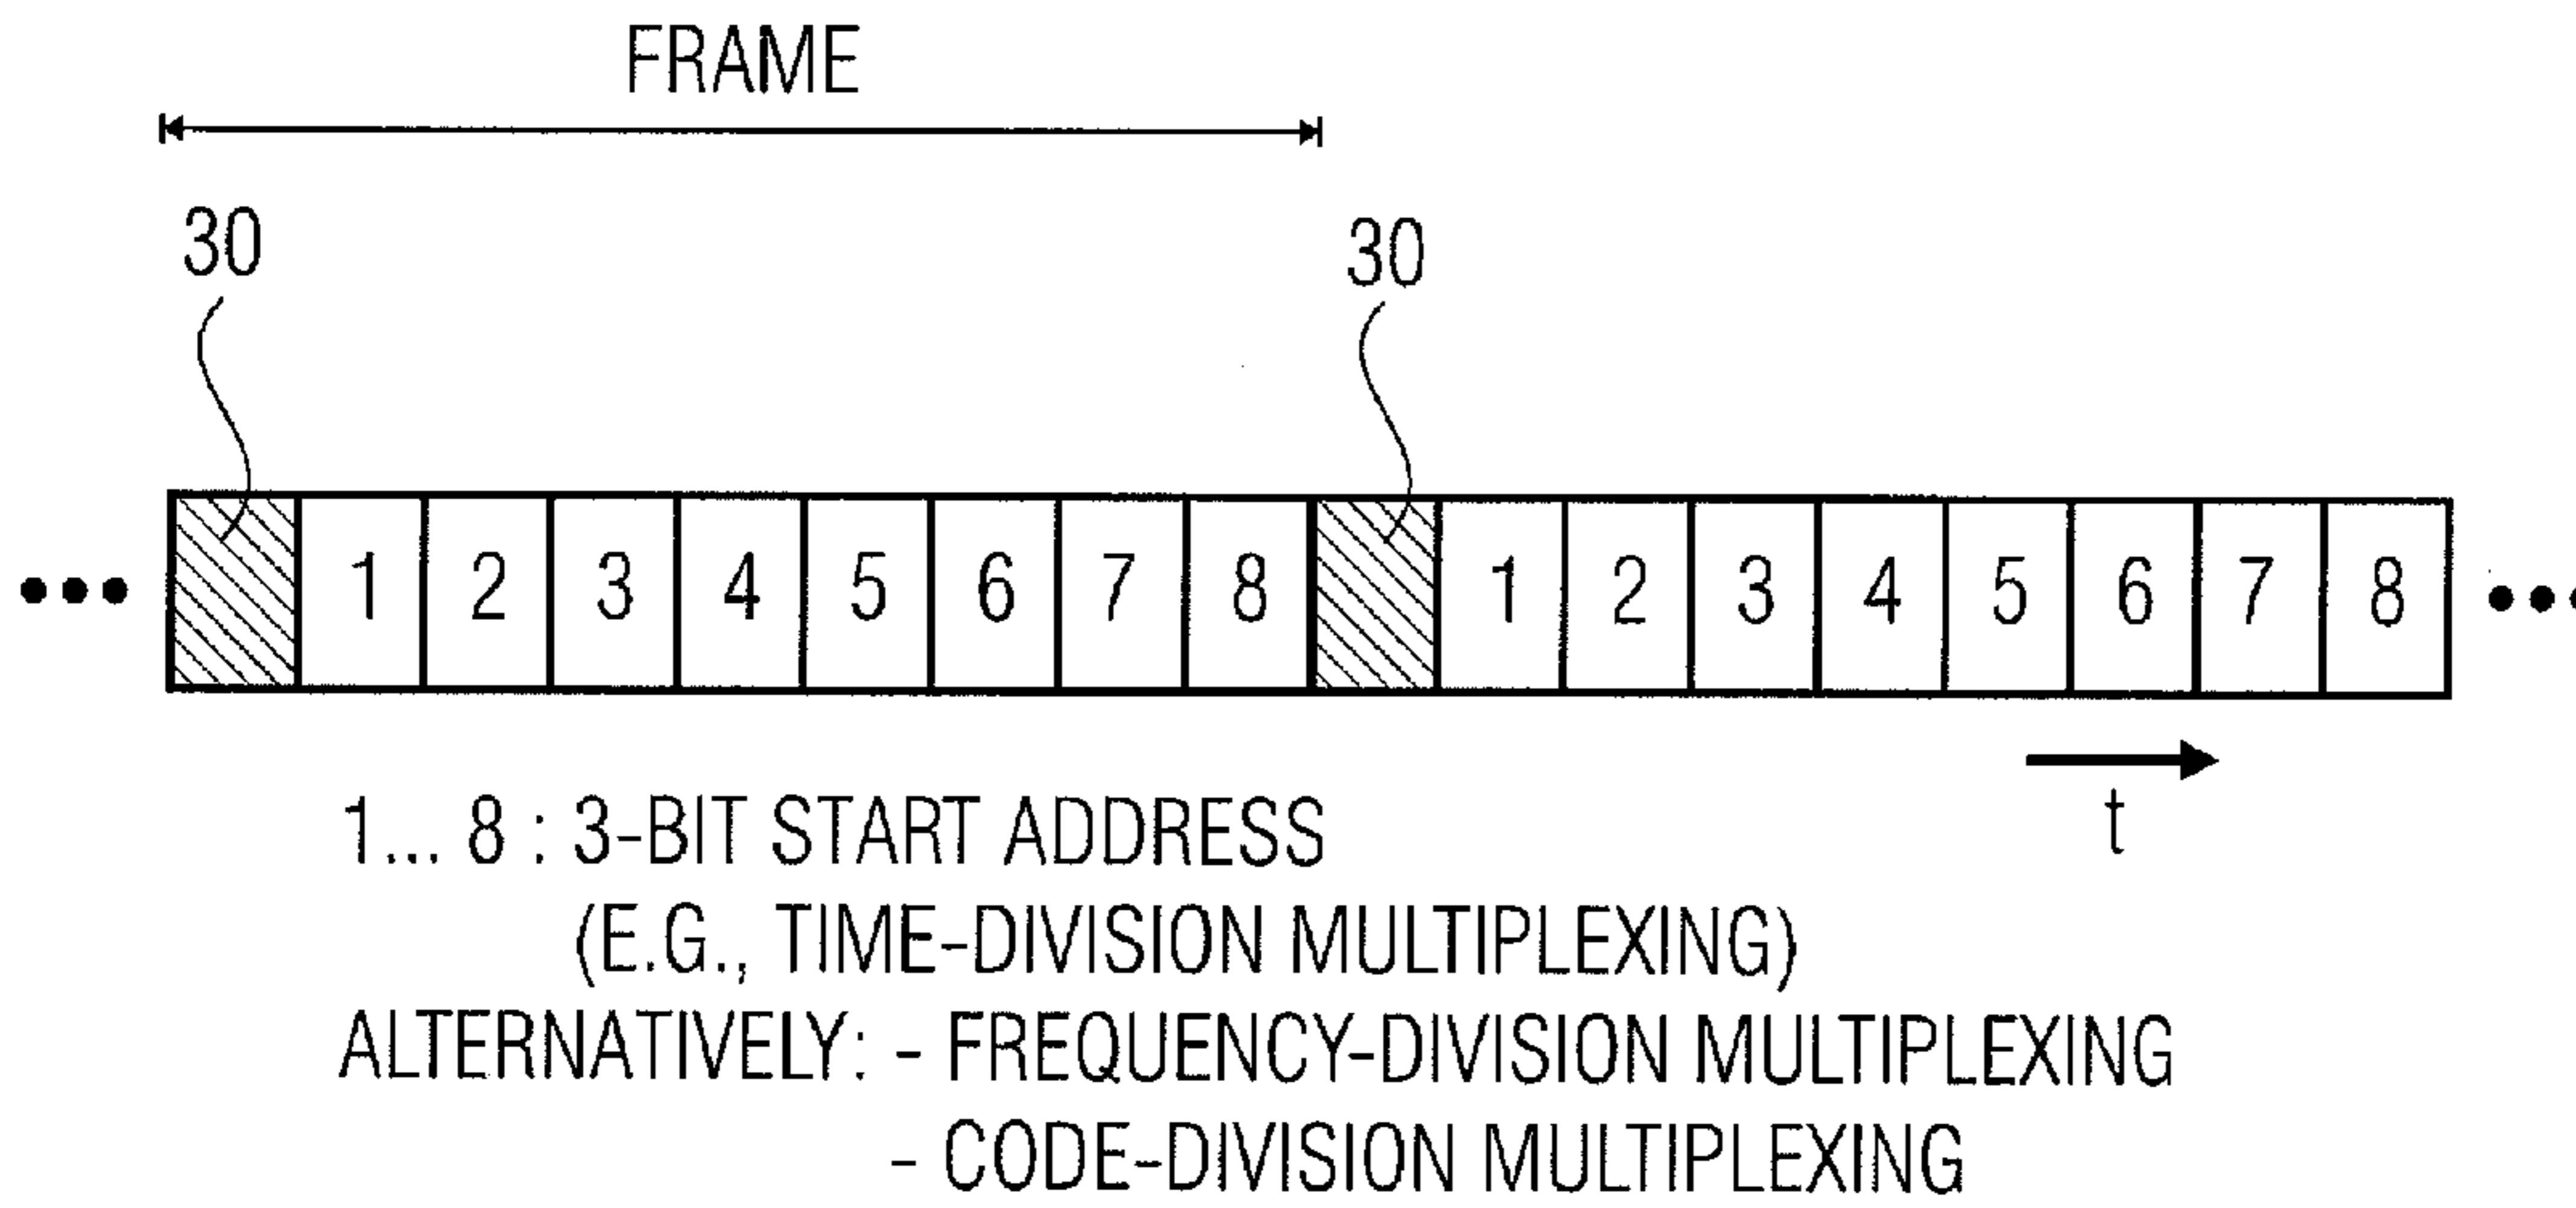 FRAME
30 30
1 2 3 4 5 6 7 8 1 2 3 4 5 6 7 8
t
1... 8 : 3-BIT START ADDRESS
(E.G., TIME-DIVISION MULTIPLEXING)
ALTERNATIVELY: - FREQUENCY-DIVISION MULTIPLEXING
- CODE-DIVISION MULTIPLEXING